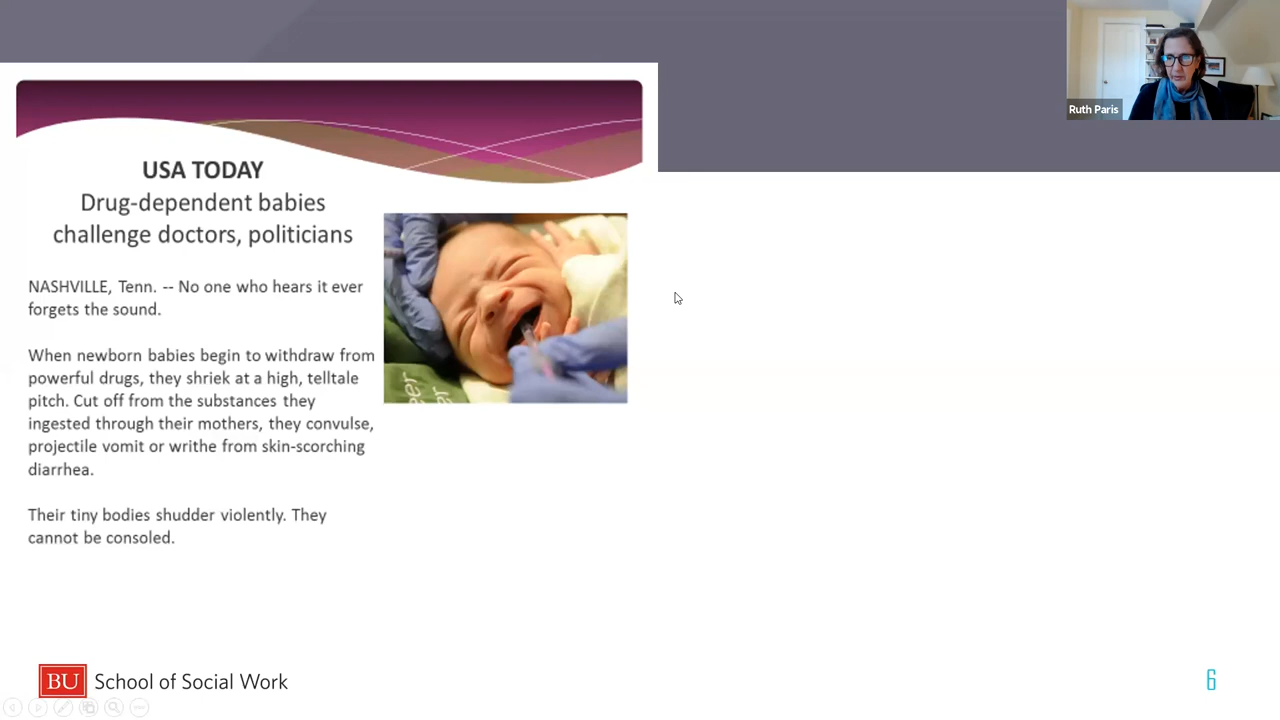 Ruth Paris
USA TODAY
Drug-dependent babies
challenge doctors, politicians
NASHVILLE, Tenn. -- No one who hears it ever
forgets the sound.
When newborn babies begin to withdraw from
powerful drugs, they shriek at a high, telltale
pitch. Cut off from the substances they
ingested through their mothers, they convulse,
projectile vomit or writhe from skin-scorching
diarrhea.
Their tiny bodies shudder violently. They
cannot be consoled.
BU School of Social Work
6